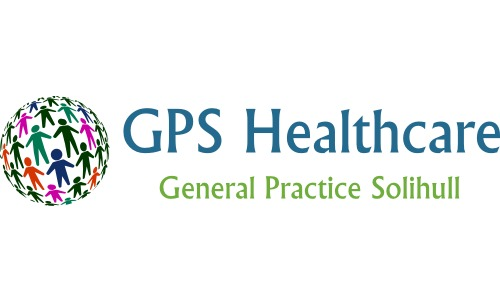 GPS Healthcare
General Practice Solihull